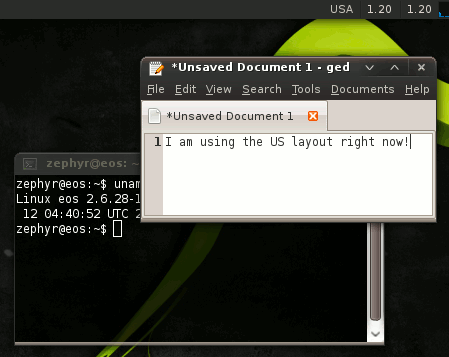 USA 1.20 1.20
*Unsaved Document 1 - ged
File Edit View Search Tools Documents Help
*Unsaved Document 1
1 I am using the US layout right now!
zephyr@eos: ~
zephyr@eos:~$ unam
Linux eos 2.6.28-1
12 04:40:52 UTC 2
zephyr@eos:~$